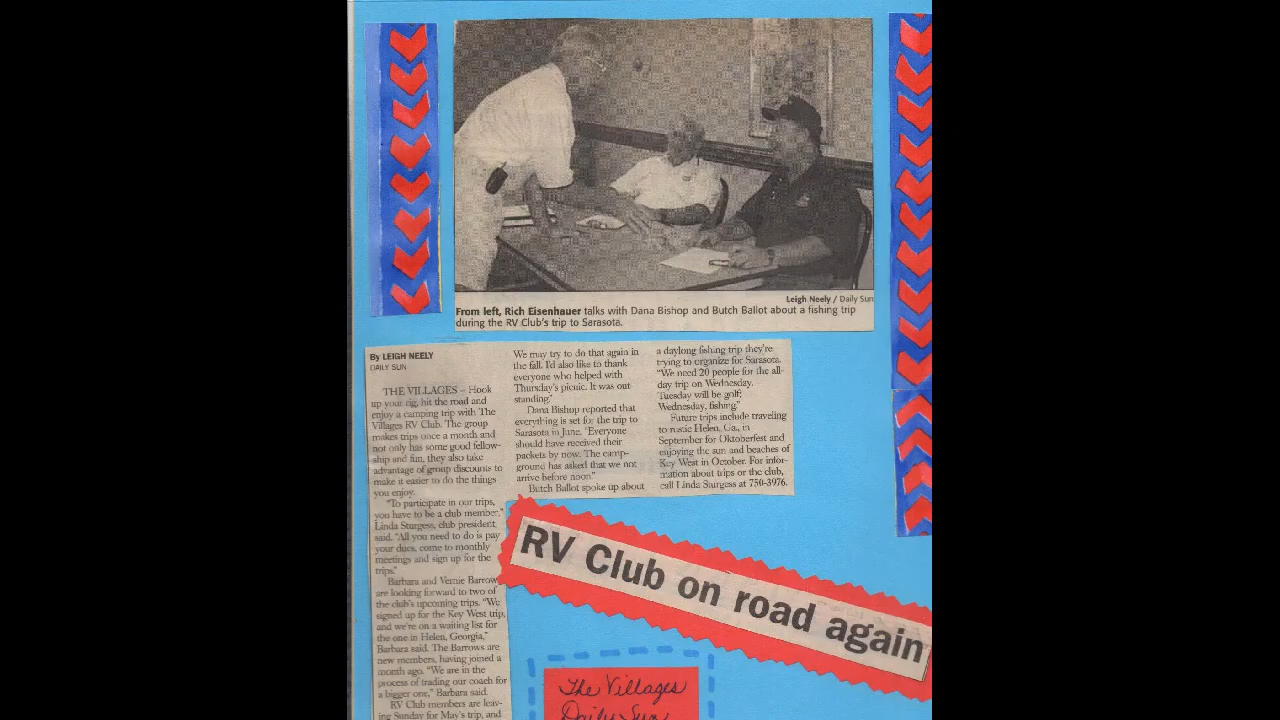 Leigh Neely / Daily Sun
From left, Rich Eisenhauer talks with Dana Bishop and Butch Ballot about a fishing trip
during the RV Club's trip to Sarasota.
By LEIGH NEELY
DAILY SUN
THE VILLAGES – Hook
up your rig, hit the road and
enjoy a camping trip with The
Villages RV Club. The group
makes trips once a month and
not only has some good fellow-
ship and fun, they also take
advantage of group discounts to
make it easier to do the things
you enjoy.
"To participate in our trips,
you have to be a club member,"
Linda Sturgess, club president,
said. "All you need to do is pay
your dues, come to monthly
meetings and sign up for the
trips."
Barbara and Vernie Barrow
are looking forward to two of
the club's upcoming trips. "We
signed up for the Key West trip,
and we're on a waiting list for
the one in Helen, Georgia,"
Barbara said. The Barrows are
new members, having joined a
month ago. "We are in the
process of trading our coach for
a bigger one," Barbara said.
RV Club members are leav-
ing Sunday for May's trip, and
We may try to do that again in
the fall. I'd also like to thank
everyone who helped with
Thursday's picnic. It was out-
standing."
Dana Bishop reported that
everything is set for the trip to
Sarasota in June. "Everyone
should have received their
packets by now. The camp-
ground has asked that we not
arrive before noon."
Butch Ballot spoke up about
a daylong fishing trip they're
trying to organize for Sarasota.
"We need 20 people for the all-
day trip on Wednesday.
Tuesday will be golf;
Wednesday, fishing."
Future trips include traveling
to rustic Helen, Ga., in
September for Oktoberfest and
enjoying the sun and beaches of
Key West in October. For infor-
mation about trips or the club,
call Linda Sturgess at 750-3976.
RV Club on road again
The Villages
Daily Sun